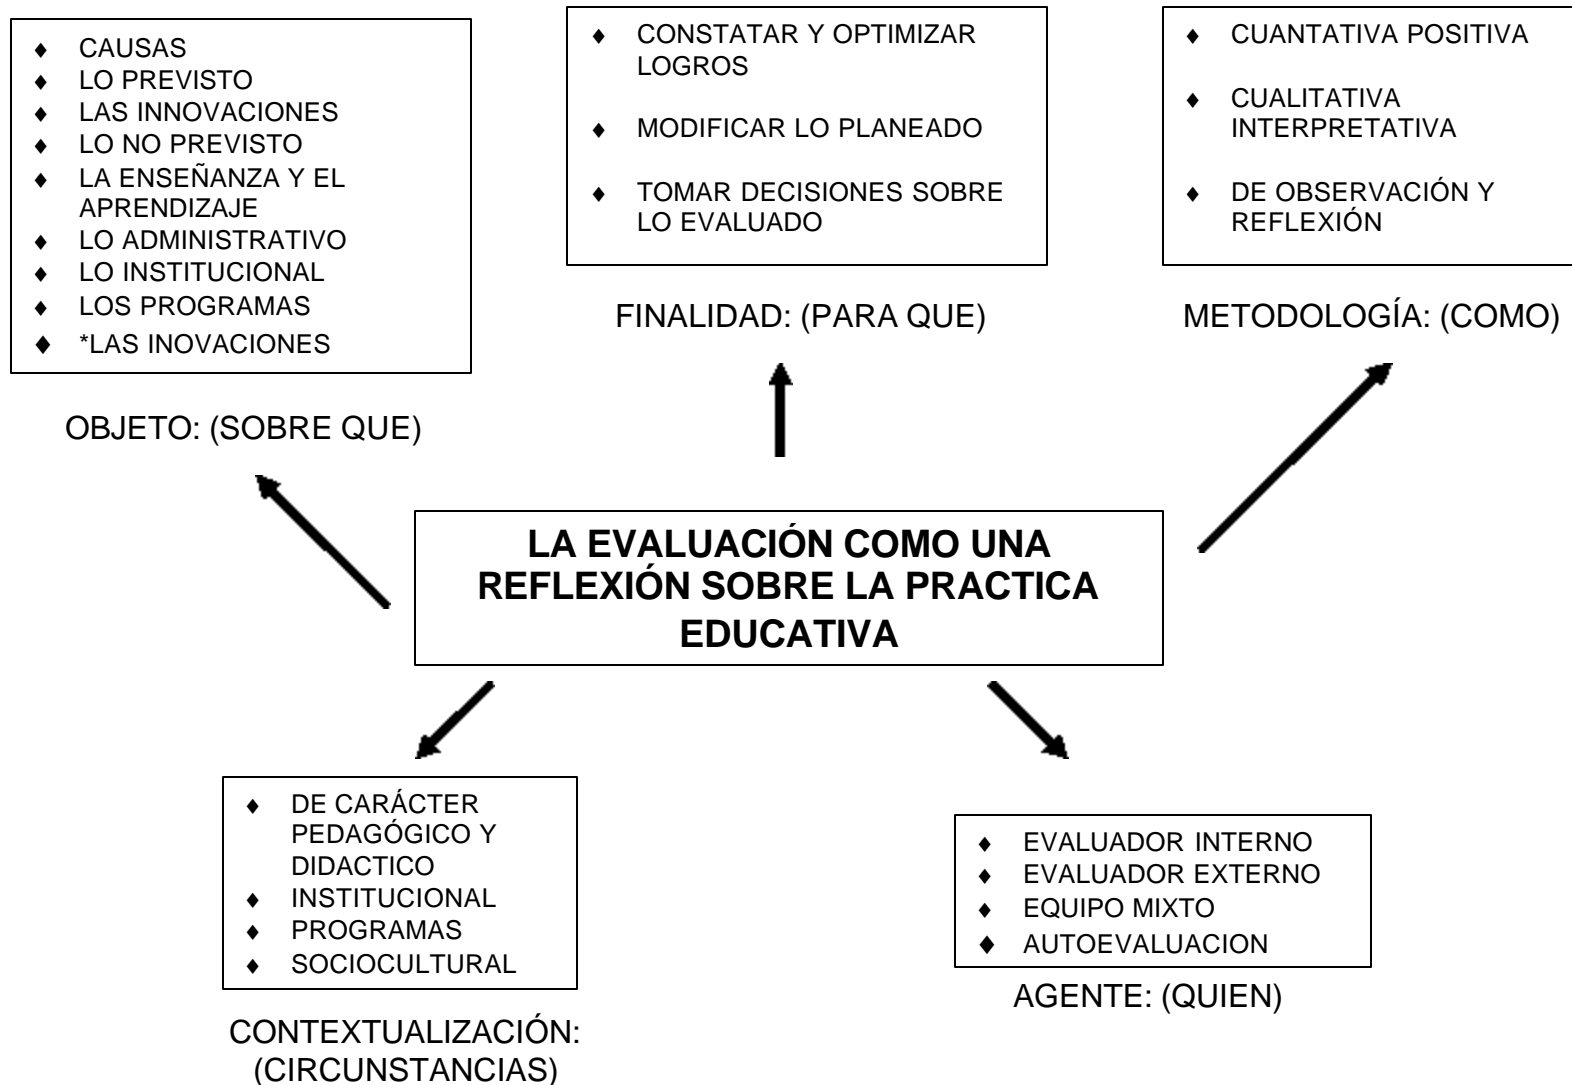 ♦ CAUSAS
♦ LO PREVISTO
♦ LAS INNOVACIONES
♦ LO NO PREVISTO
♦ LA ENSEÑANZA Y EL
APRENDIZAJE
♦ LO ADMINISTRATIVO
♦ LO INSTITUCIONAL
♦ LOS PROGRAMAS
♦ *LAS INOVACIONES
OBJETO: (SOBRE QUE)
♦ CONSTATAR Y OPTIMIZAR
LOGROS
♦ MODIFICAR LO PLANEADO
♦ TOMAR DECISIONES SOBRE
LO EVALUADO
FINALIDAD: (PARA QUE)
♦ CUANTATIVA POSITIVA
♦ CUALITATIVA
INTERPRETATIVA
♦ DE OBSERVACIÓN Y
REFLEXIÓN
METODOLOGÍA: (COMO)
LA EVALUACIÓN COMO UNA
REFLEXIÓN SOBRE LA PRACTICA
EDUCATIVA
♦ DE CARÁCTER
PEDAGÓGICO Y
DIDACTICO
♦ INSTITUCIONAL
♦ PROGRAMAS
♦ SOCIOCULTURAL
CONTEXTUALIZACIÓN:
(CIRCUNSTANCIAS)
♦ EVALUADOR INTERNO
♦ EVALUADOR EXTERNO
♦ EQUIPO MIXTO
♦ AUTOEVALUACION
AGENTE: (QUIEN)